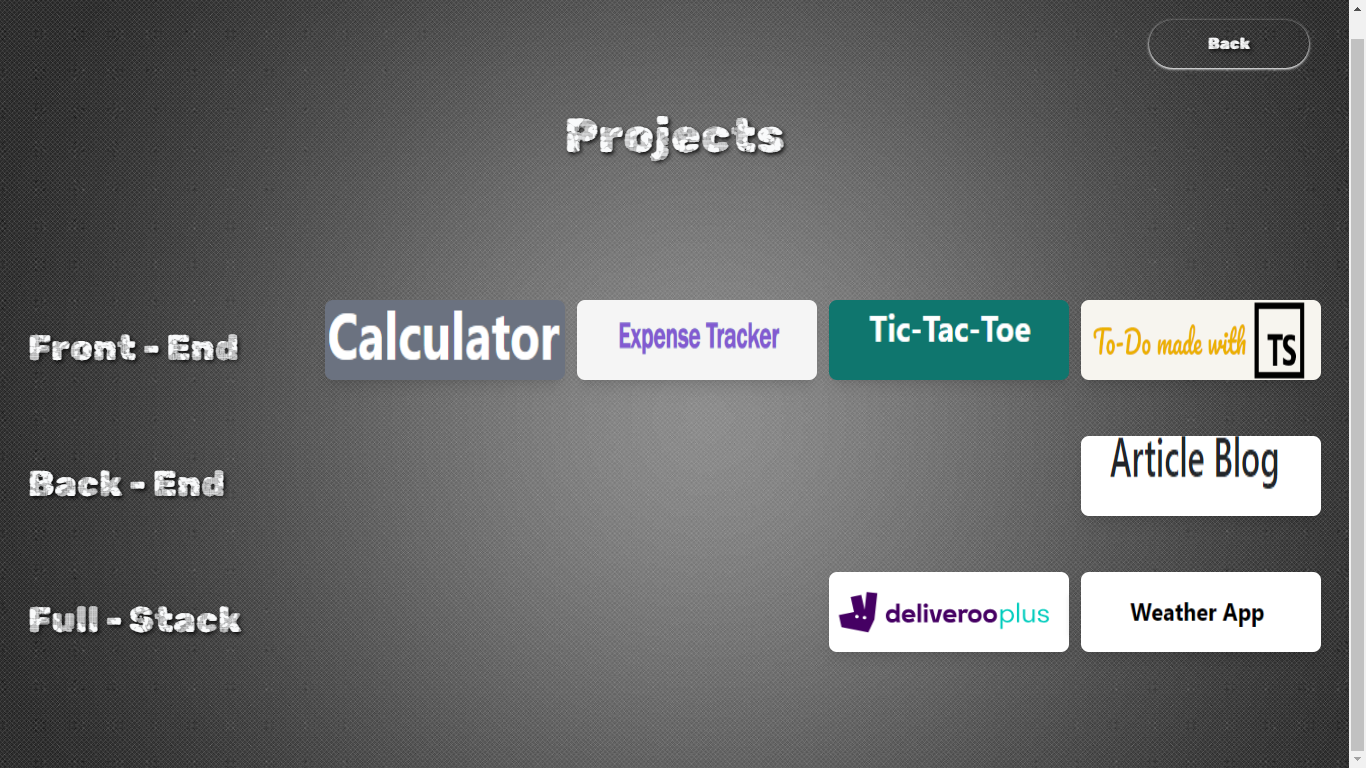 Back
Projects
Front - End
Calculator
Expense Tracker
Tic-Tac-Toe
To-Do made with TS
Back - End
Article Blog
Full - Stack
deliveroo plus
Weather App